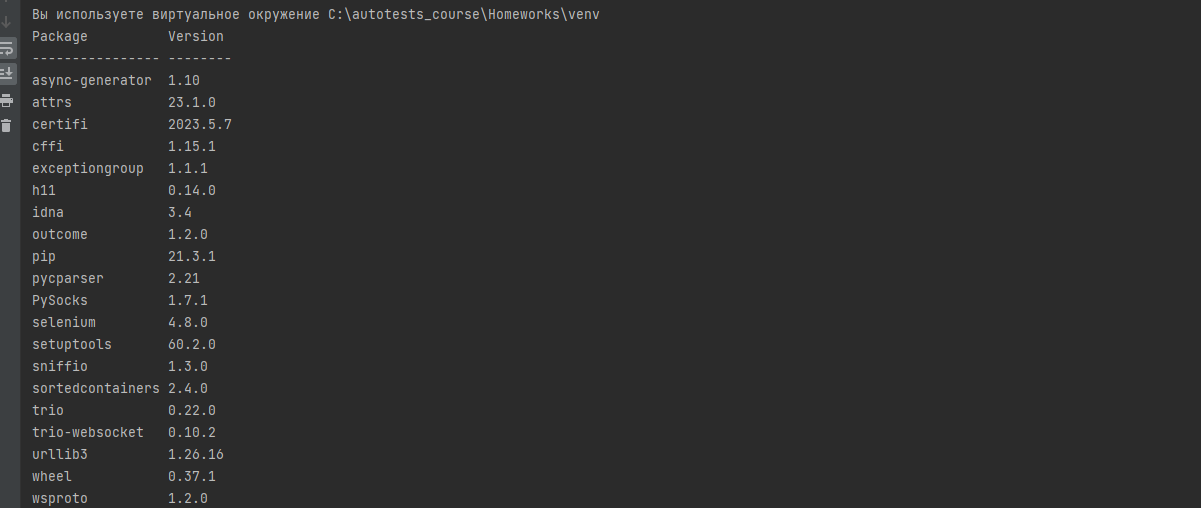 Вы используете виртуальное окружение C:\autotests_course\Homeworks\venv
Package          Version
---------------- --------
async-generator  1.10
attrs            23.1.0
certifi          2023.5.7
cffi             1.15.1
exceptiongroup   1.1.1
h11              0.14.0
idna             3.4
outcome          1.2.0
pip              21.3.1
pycparser        2.21
PySocks          1.7.1
selenium         4.8.0
setuptools       60.2.0
sniffio          1.3.0
sortedcontainers 2.4.0
trio             0.22.0
trio-websocket   0.10.2
urllib3          1.26.16
wheel            0.37.1
wsproto          1.2.0